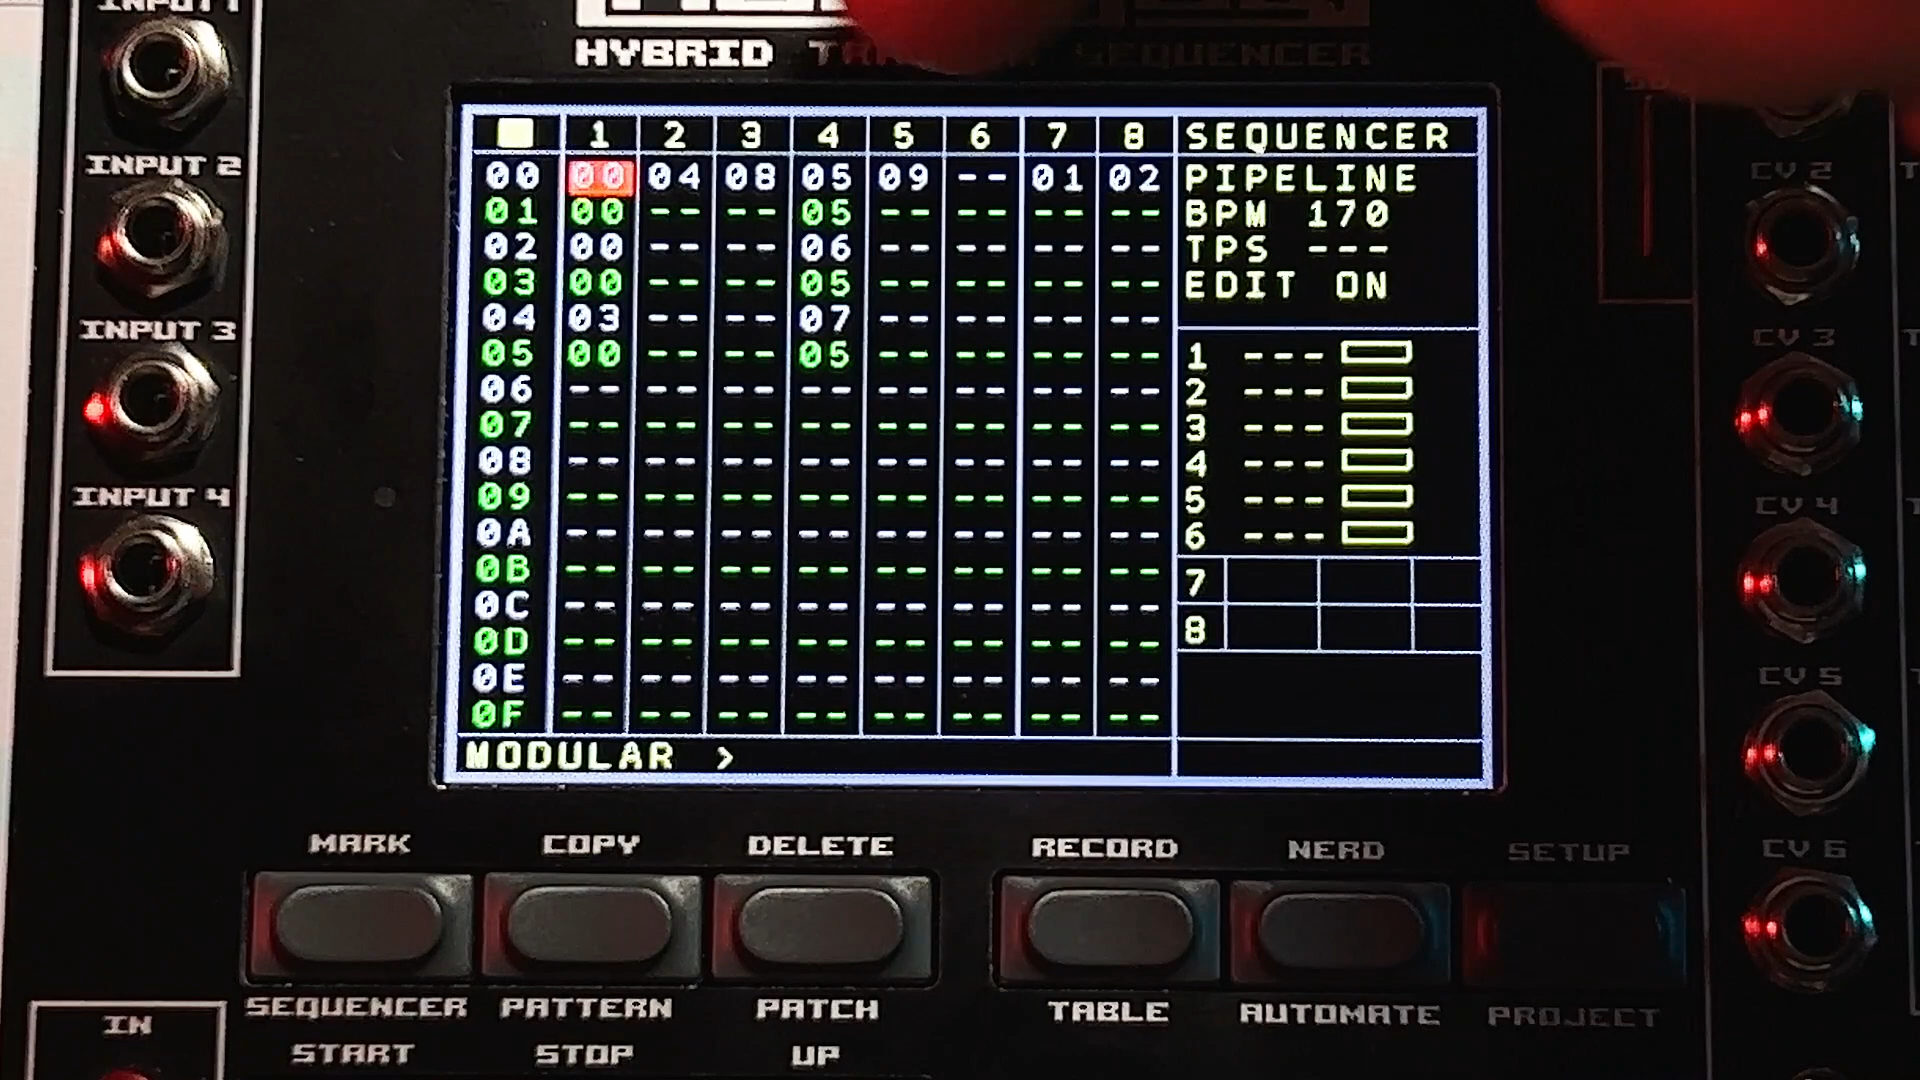 INPUT 1
HYBRID TRACKER SEQUENCER
INPUT 2
INPUT 3
INPUT 4
IN
1 2 3 4 5 6 7 8 SEQUENCER
00 00 04 08 05 09 -- 01 02 PIPELINE
01 00 -- -- 05 -- -- -- -- BPM 170
02 00 -- -- 06 -- -- -- -- TPS ---
03 00 -- -- 05 -- -- -- -- EDIT ON
04 03 -- -- 07 -- -- -- --
05 00 -- -- 05 -- -- -- -- 1 ---
06 -- -- -- -- -- -- -- -- 2 ---
07 -- -- -- -- -- -- -- -- 3 ---
08 -- -- -- -- -- -- -- -- 4 ---
09 -- -- -- -- -- -- -- -- 5 ---
0A -- -- -- -- -- -- -- -- 6 ---
0B -- -- -- -- -- -- -- -- 7
0C -- -- -- -- -- -- -- --
0D -- -- -- -- -- -- -- -- 8
0E -- -- -- -- -- -- -- --
0F -- -- -- -- -- -- -- --
MODULAR >
CV 2
CV 3
CV 4
CV 5
CV 6
MARK COPY DELETE RECORD NERD SETUP
SEQUENCER PATTERN PATCH TABLE AUTOMATE PROJECT
START STOP UP